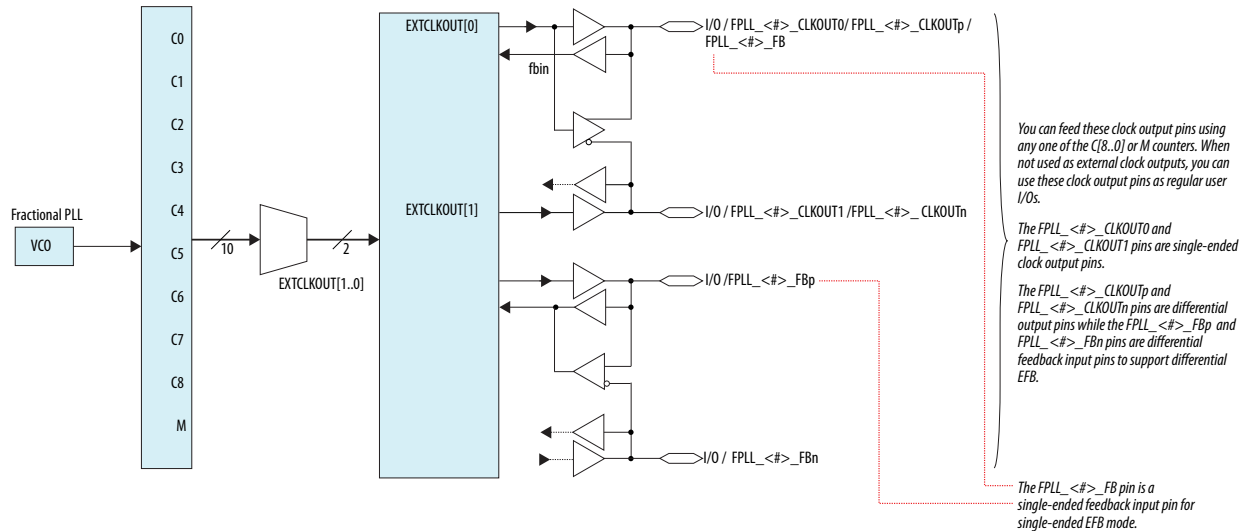 Fractional PLL
VCO
C0
C1
C2
C3
C4
C5
C6
C7
C8
M
10
EXTCLKOUT[1..0]
2
EXTCLKOUT[0]
fbin
EXTCLKOUT[1]
I/O / FPLL_<#>_CLKOUT0/ FPLL_<#>_CLKOUTp /
FPLL_<#>_FB
I/O / FPLL_<#>_CLKOUT1 /FPLL_<#>_ CLKOUTn
I/O /FPLL_<#>_FBp
I/O / FPLL_<#>_FBn
You can feed these clock output pins using
any one of the C[8..0] or M counters. When
not used as external clock outputs, you can
use these clock output pins as regular user
I/Os.
The FPLL_<#>_CLKOUT0 and
FPLL_<#>_CLKOUT1 pins are single-ended
clock output pins.
The FPLL_<#>_CLKOUTp and
FPLL_<#>_CLKOUTn pins are differential
output pins while the FPLL_<#>_FBp and
FPLL_<#>_FBn pins are differential
feedback input pins to support differential
EFB.
The FPLL_<#>_FB pin is a
single-ended feedback input pin for
single-ended EFB mode.